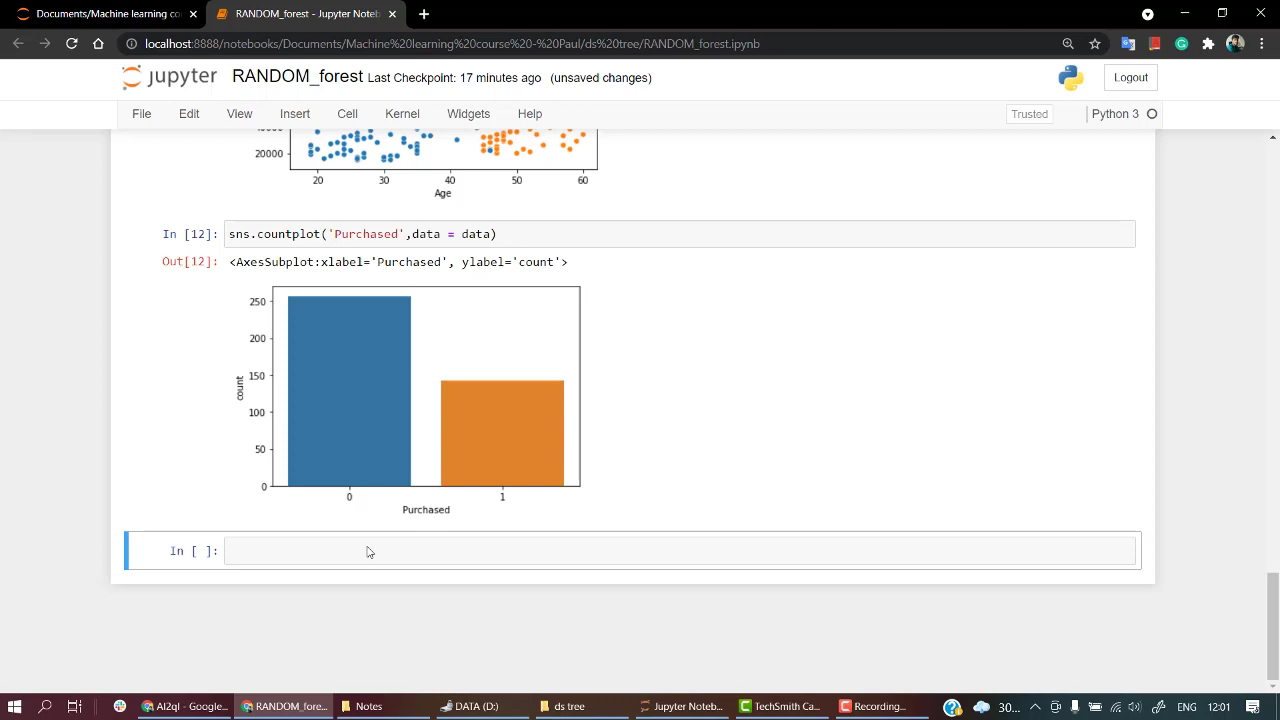 Documents/Machine learning cou
RANDOM_forest - Jupyter Noteb
localhost:8888/notebooks/Documents/Machine%20learning%20course%20-%20Paul/ds%20tree/RANDOM_forest.ipynb
jupyter RANDOM_forest Last Checkpoint: 17 minutes ago (unsaved changes)
Logout
File Edit View Insert Cell Kernel Widgets Help
Trusted
Python 3
20000
20 30 40 50 60
Age
In [12]: sns.countplot('Purchased',data = data)
Out[12]: <AxesSubplot:xlabel='Purchased', ylabel='count'>
250
200
150
100
50
0
count
0 1
Purchased
In [ ]:
AI2ql - Google...
RANDOM_fore...
Notes
DATA (D:)
ds tree
Jupyter Noteb...
TechSmith Ca...
Recording...
30...
ENG
12:01